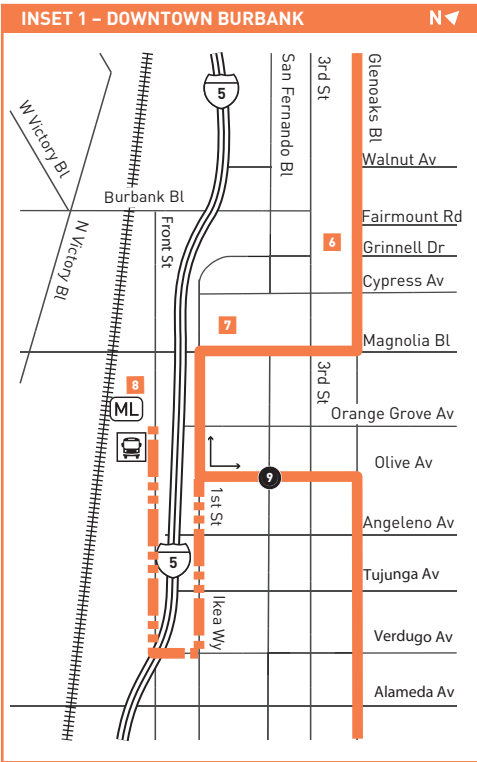 INSET 1 – DOWNTOWN BURBANK
N
5
San Fernando Bl
3rd St
Glenoaks Bl
W Victory Bl
Walnut Av
Burbank Bl
Fairmount Rd
N Victory Bl
Front St
6
Grinnell Dr
Cypress Av
7
Magnolia Bl
8
3rd St
ML
Orange Grove Av
Olive Av
9
1st St
Angeleno Av
5
Tujunga Av
Ikea Wy
Verdugo Av
Alameda Av